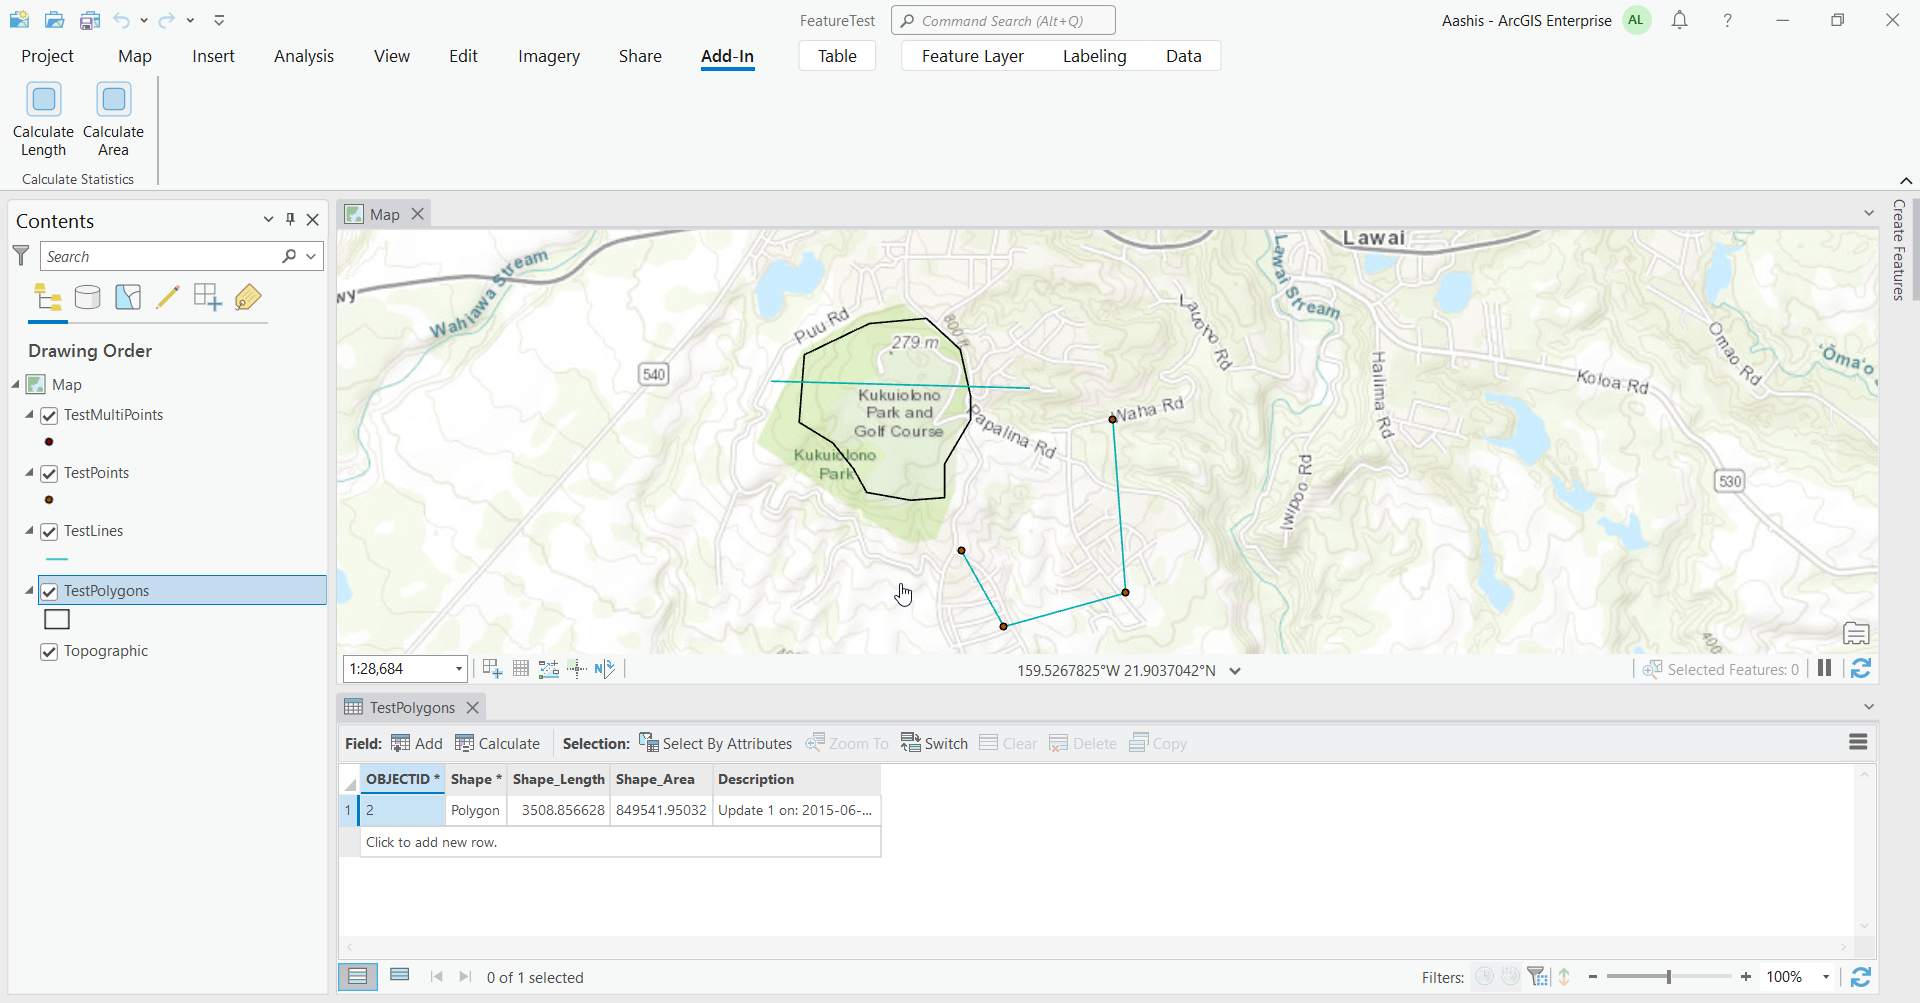 FeatureTest
Command Search (Alt+Q)
Aashis - ArcGIS Enterprise
AL
?
Project
Map
Insert
Analysis
View
Edit
Imagery
Share
Add-In
Table
Feature Layer
Labeling
Data
Calculate
Length
Calculate
Area
Calculate Statistics
Contents
Search
Drawing Order
Map
TestMultiPoints
TestPoints
TestLines
TestPolygons
Topographic
Create Features
Map
wy
Wahiawa Stream
Puu Rd
800 ft
279 m
540
Kukuiolono
Park and
Golf Course
Kukuiolono
Park
Papalina Rd
Waha Rd
Lauoho Rd
Lawai
Lawai
Stream
Hailima Rd
Iwipoo Rd
Koloa Rd
Omao Rd
ʻŌmaʻo
530
400
1:28,684
159.5267825°W 21.9037042°N
Selected Features: 0
TestPolygons
Field:
Add
Calculate
Selection:
Select By Attributes
Zoom To
Switch
Clear
Delete
Copy
OBJECTID * Shape * Shape_Length Shape_Area Description
1 2 Polygon 3508.856628 849541.95032 Update 1 on: 2015-06-...
Click to add new row.
0 of 1 selected
Filters:
100%